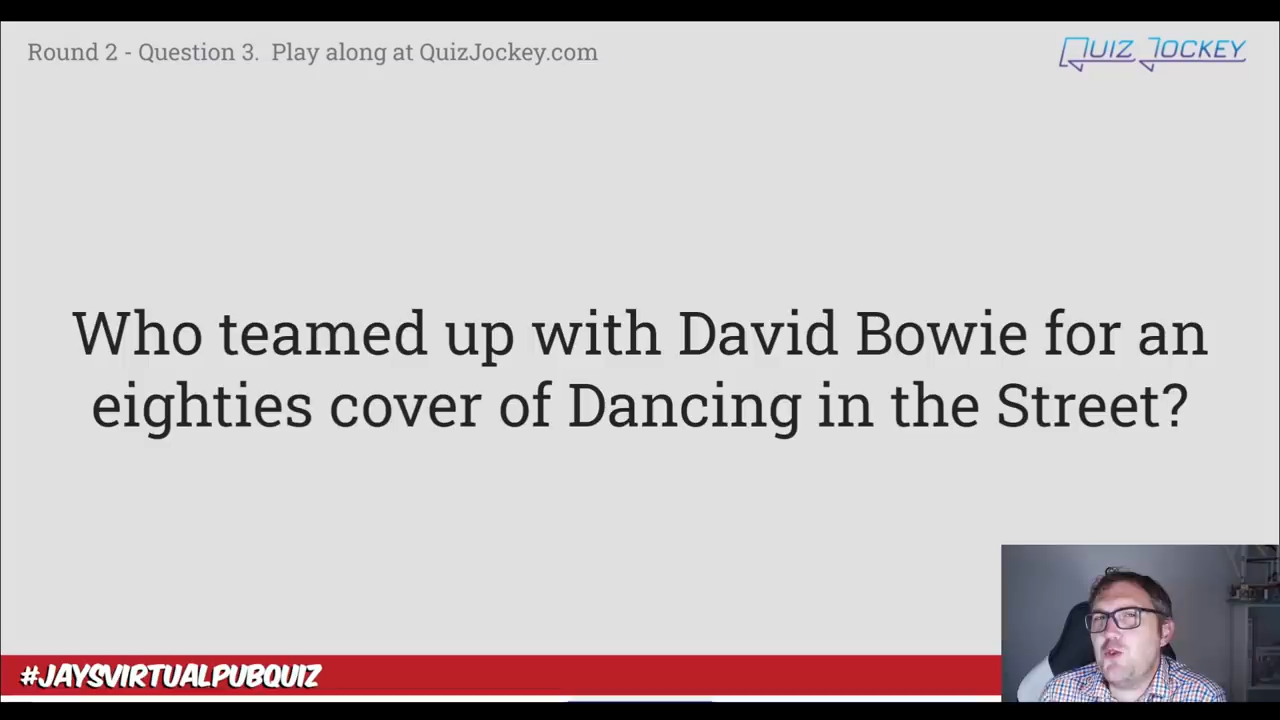 Round 2 - Question 3.  Play along at QuizJockey.com
QUIZ JOCKEY
Who teamed up with David Bowie for an
eighties cover of Dancing in the Street?
#JAYSVIRTUALPUBQUIZ